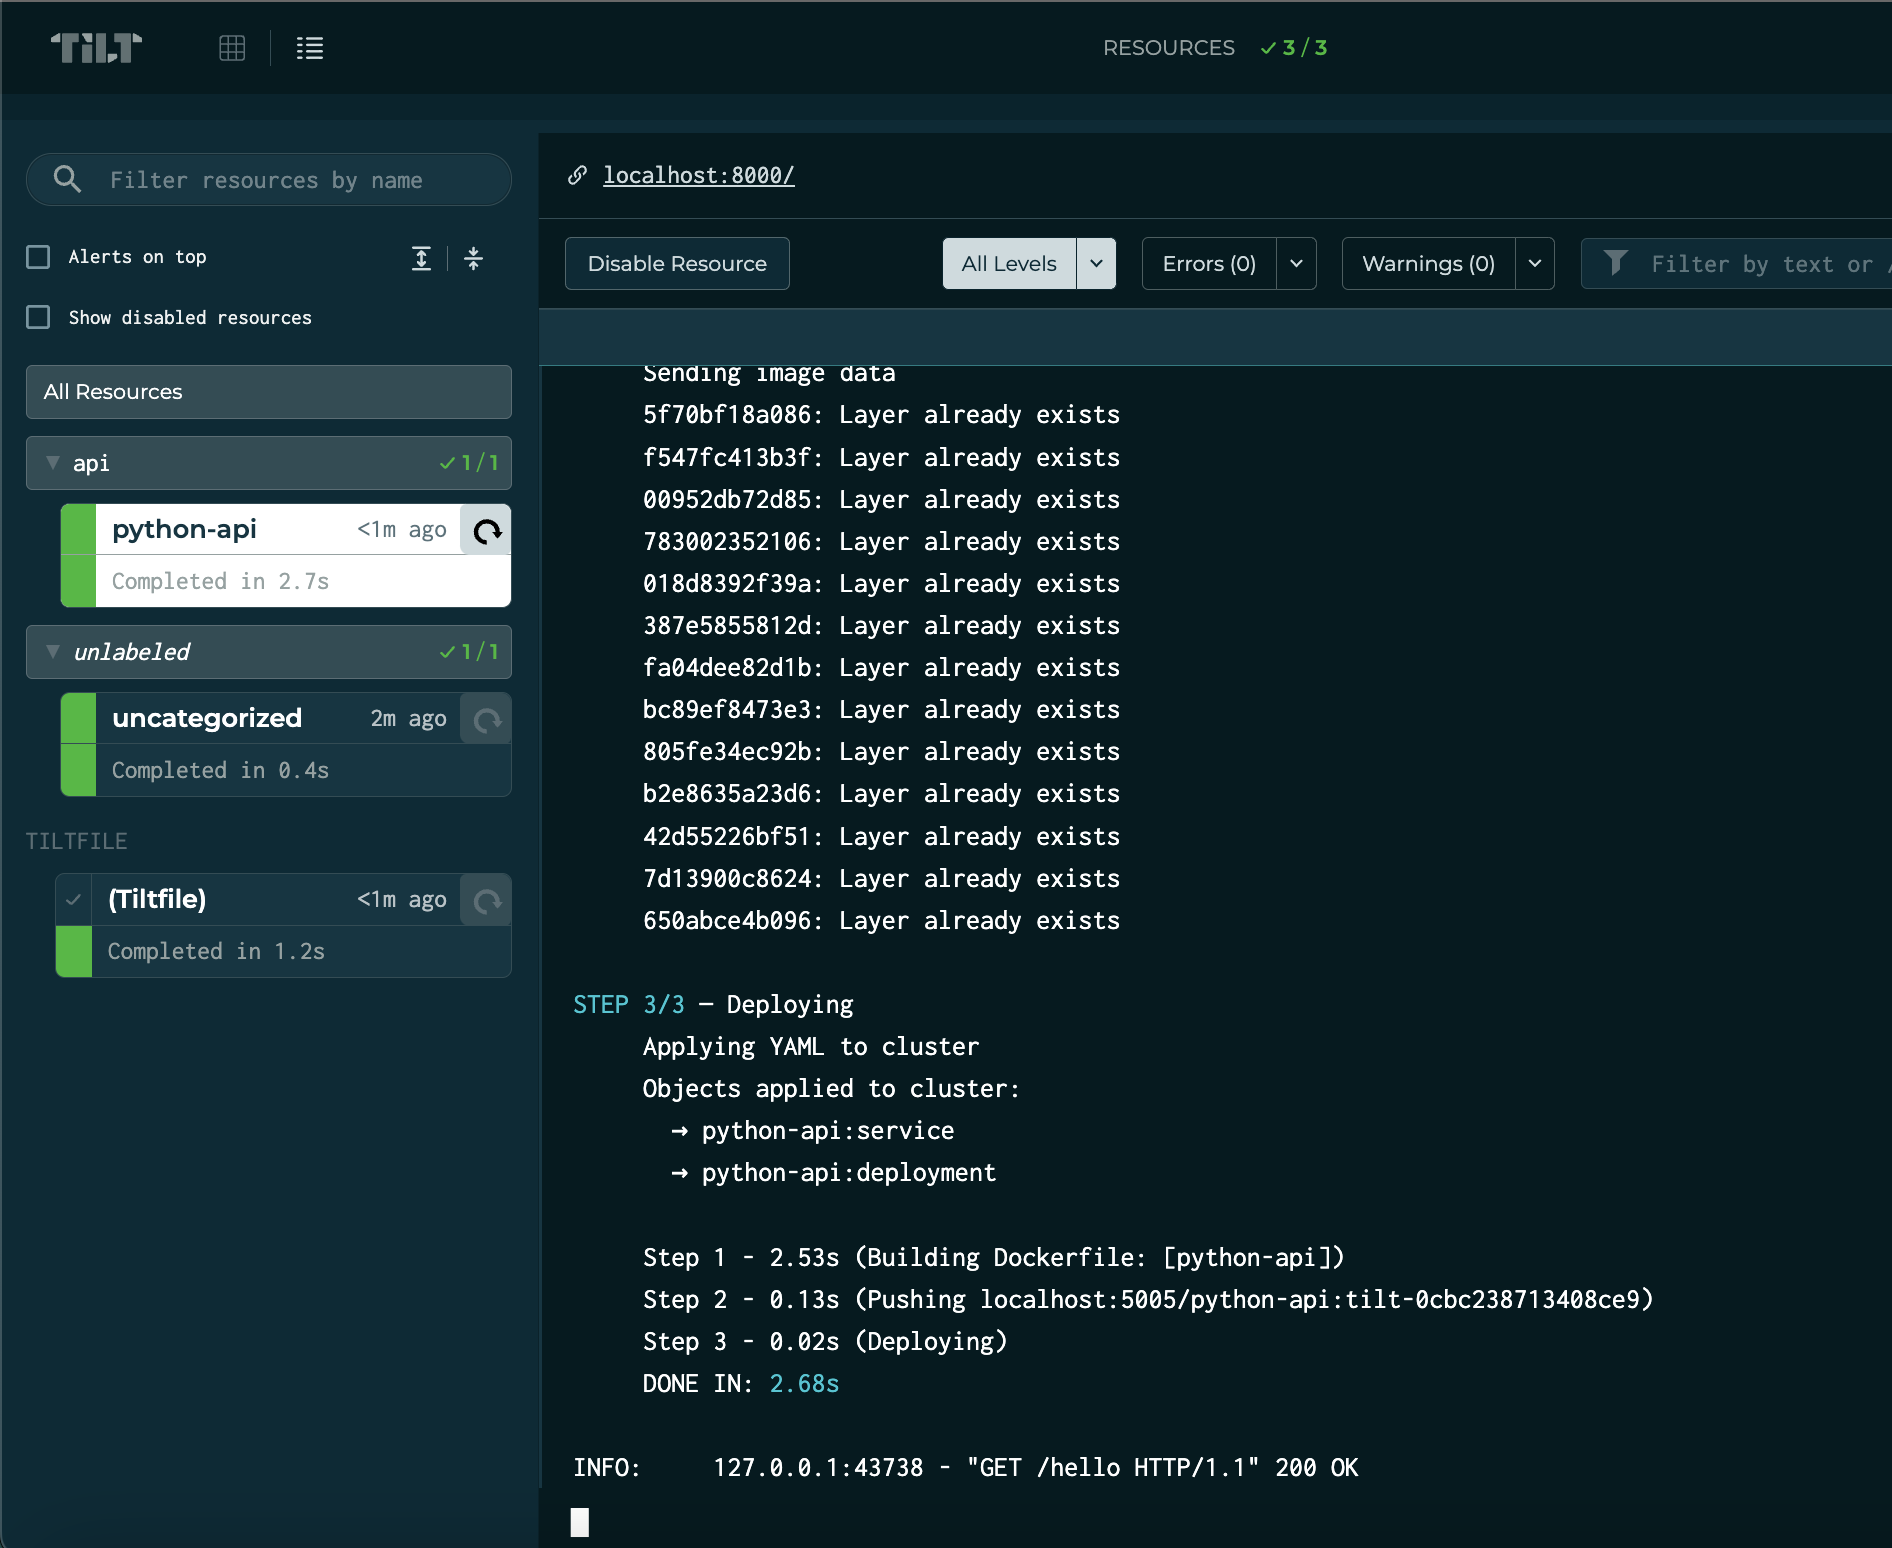 TiLT
RESOURCES ✓ 3 / 3
Filter resources by name
Alerts on top
Show disabled resources
All Resources
api ✓ 1 / 1
python-api <1m ago
Completed in 2.7s
unlabeled ✓ 1 / 1
uncategorized 2m ago
Completed in 0.4s
TILTFILE
(Tiltfile) <1m ago
Completed in 1.2s
localhost:8000/
Disable Resource All Levels Errors (0) Warnings (0) Filter by text or /
Sending image data
5f70bf18a086: Layer already exists
f547fc413b3f: Layer already exists
00952db72d85: Layer already exists
783002352106: Layer already exists
018d8392f39a: Layer already exists
387e5855812d: Layer already exists
fa04dee82d1b: Layer already exists
bc89ef8473e3: Layer already exists
805fe34ec92b: Layer already exists
b2e8635a23d6: Layer already exists
42d55226bf51: Layer already exists
7d13900c8624: Layer already exists
650abce4b096: Layer already exists
STEP 3/3 — Deploying
Applying YAML to cluster
Objects applied to cluster:
→ python-api:service
→ python-api:deployment
Step 1 - 2.53s (Building Dockerfile: [python-api])
Step 2 - 0.13s (Pushing localhost:5005/python-api:tilt-0cbc238713408ce9)
Step 3 - 0.02s (Deploying)
DONE IN: 2.68s
INFO: 127.0.0.1:43738 - "GET /hello HTTP/1.1" 200 OK